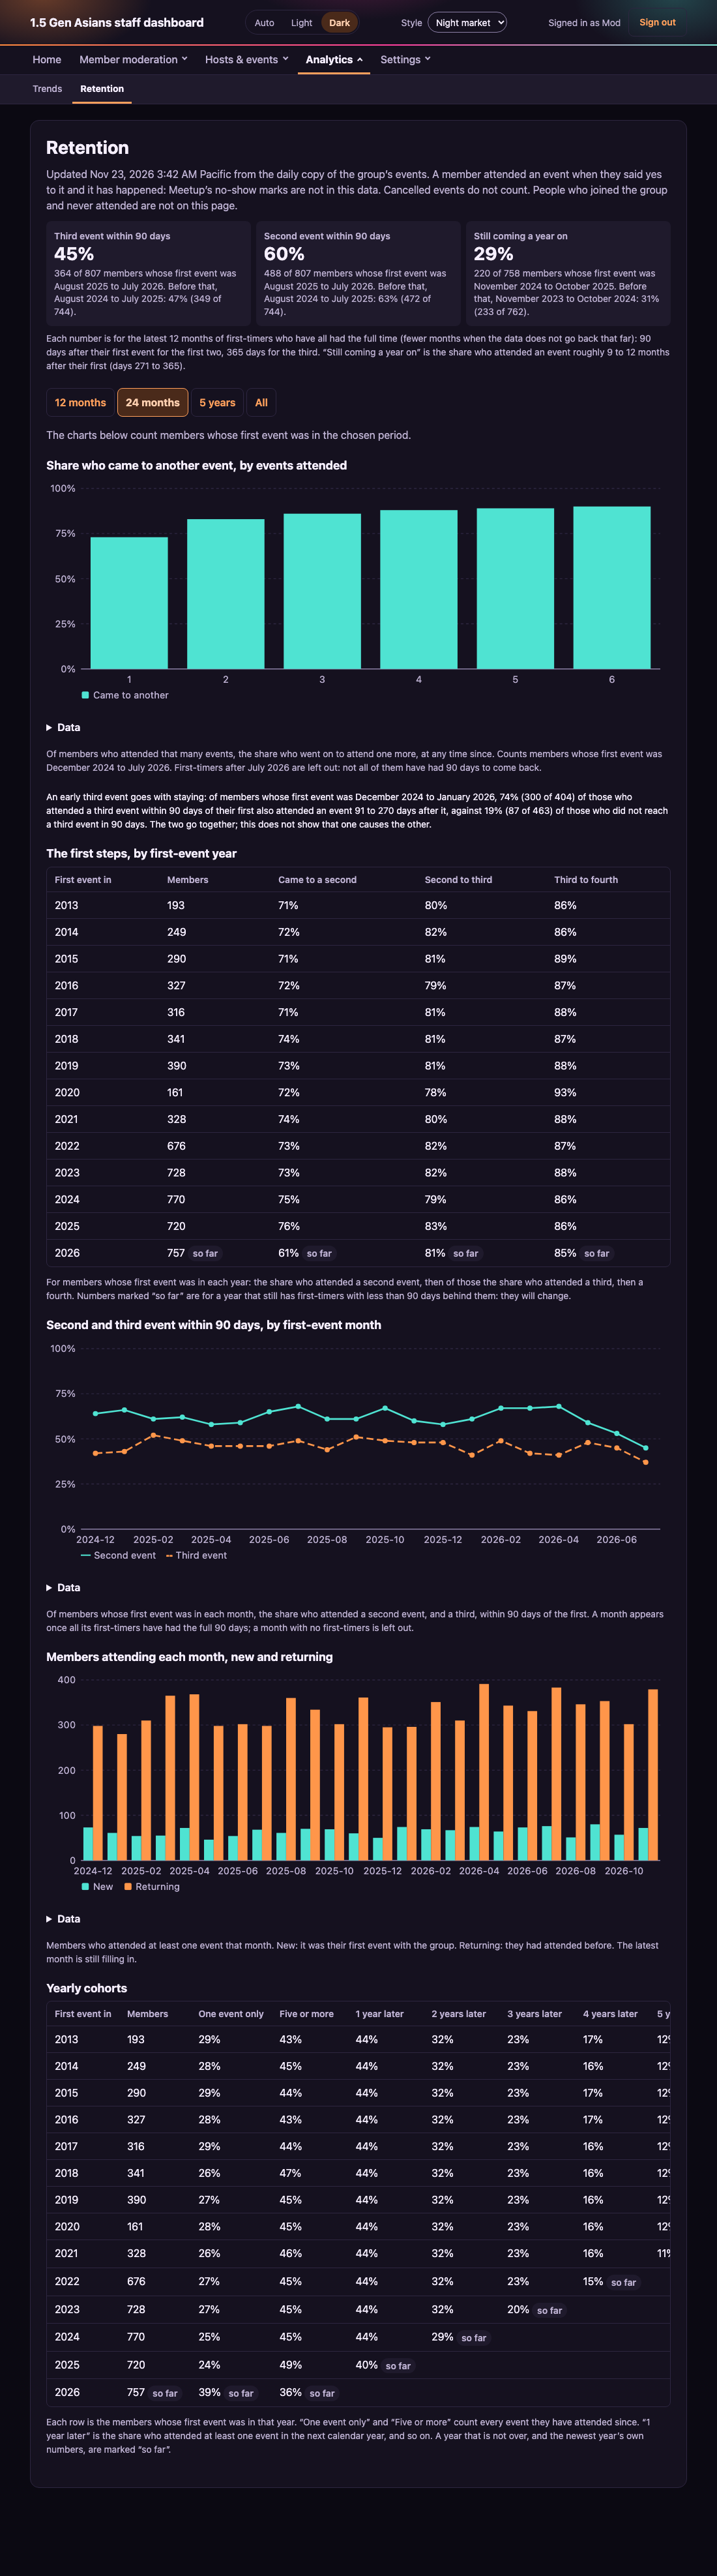 1.5 Gen Asians staff dashboard
Auto Light Dark
Style Night market
Signed in as Mod Sign out
Home Member moderation Hosts & events Analytics Settings
Trends Retention
Retention
Updated Nov 23, 2026 3:42 AM Pacific from the daily copy of the group's events. A member attended an event when they said yes
to it and it has happened: Meetup's no-show marks are not in this data. Cancelled events do not count. People who joined the group
and never attended are not on this page.
Third event within 90 days
45%
364 of 807 members whose first event was
August 2025 to July 2026. Before that,
August 2024 to July 2025: 47% (349 of
744).
Second event within 90 days
60%
488 of 807 members whose first event was
August 2025 to July 2026. Before that,
August 2024 to July 2025: 63% (472 of
744).
Still coming a year on
29%
220 of 758 members whose first event was
November 2024 to October 2025. Before
that, November 2023 to October 2024: 31%
(233 of 762).
Each number is for the latest 12 months of first-timers who have all had the full time (fewer months when the data does not go back that far): 90
days after their first event for the first two, 365 days for the third. "Still coming a year on" is the share who attended an event roughly 9 to 12 months
after their first (days 271 to 365).
12 months 24 months 5 years All
The charts below count members whose first event was in the chosen period.
Share who came to another event, by events attended
100%
75%
50%
25%
0%
1 2 3 4 5 6
Came to another
Data
Of members who attended that many events, the share who went on to attend one more, at any time since. Counts members whose first event was
December 2024 to July 2026. First-timers after July 2026 are left out: not all of them have had 90 days to come back.
An early third event goes with staying: of members whose first event was December 2024 to January 2026, 74% (300 of 404) of those who
attended a third event within 90 days of their first also attended an event 91 to 270 days after it, against 19% (87 of 463) of those who did not reach
a third event in 90 days. The two go together; this does not show that one causes the other.
The first steps, by first-event year
First event in Members Came to a second Second to third Third to fourth
2013 193 71% 80% 86%
2014 249 72% 82% 86%
2015 290 71% 81% 89%
2016 327 72% 79% 87%
2017 316 71% 81% 88%
2018 341 74% 81% 87%
2019 390 73% 81% 88%
2020 161 72% 78% 93%
2021 328 74% 80% 88%
2022 676 73% 82% 87%
2023 728 73% 82% 88%
2024 770 75% 79% 86%
2025 720 76% 83% 86%
2026 757 so far 61% so far 81% so far 85% so far
For members whose first event was in each year: the share who attended a second event, then of those the share who attended a third, then a
fourth. Numbers marked "so far" are for a year that still has first-timers with less than 90 days behind them: they will change.
Second and third event within 90 days, by first-event month
100%
75%
50%
25%
0%
2024-12 2025-02 2025-04 2025-06 2025-08 2025-10 2025-12 2026-02 2026-04 2026-06
Second event Third event
Data
Of members whose first event was in each month, the share who attended a second event, and a third, within 90 days of the first. A month appears
once all its first-timers have had the full 90 days; a month with no first-timers is left out.
Members attending each month, new and returning
400
300
200
100
0
2024-12 2025-02 2025-04 2025-06 2025-08 2025-10 2025-12 2026-02 2026-04 2026-06 2026-08 2026-10
New Returning
Data
Members who attended at least one event that month. New: it was their first event with the group. Returning: they had attended before. The latest
month is still filling in.
Yearly cohorts
First event in Members One event only Five or more 1 year later 2 years later 3 years later 4 years later 5 y
2013 193 29% 43% 44% 32% 23% 17% 12%
2014 249 28% 45% 44% 32% 23% 16% 12%
2015 290 29% 44% 44% 32% 23% 17% 12%
2016 327 28% 43% 44% 32% 23% 17% 12%
2017 316 29% 44% 44% 32% 23% 16% 12%
2018 341 26% 47% 44% 32% 23% 16% 12%
2019 390 27% 45% 44% 32% 23% 16% 12%
2020 161 28% 45% 44% 32% 23% 16% 12%
2021 328 26% 46% 44% 32% 23% 16% 11%
2022 676 27% 45% 44% 32% 23% 15% so far
2023 728 27% 45% 44% 32% 20% so far
2024 770 25% 45% 44% 29% so far
2025 720 24% 49% 40% so far
2026 757 so far 39% so far 36% so far
Each row is the members whose first event was in that year. "One event only" and "Five or more" count every event they have attended since. "1
year later" is the share who attended at least one event in the next calendar year, and so on. A year that is not over, and the newest year's own
numbers, are marked "so far".